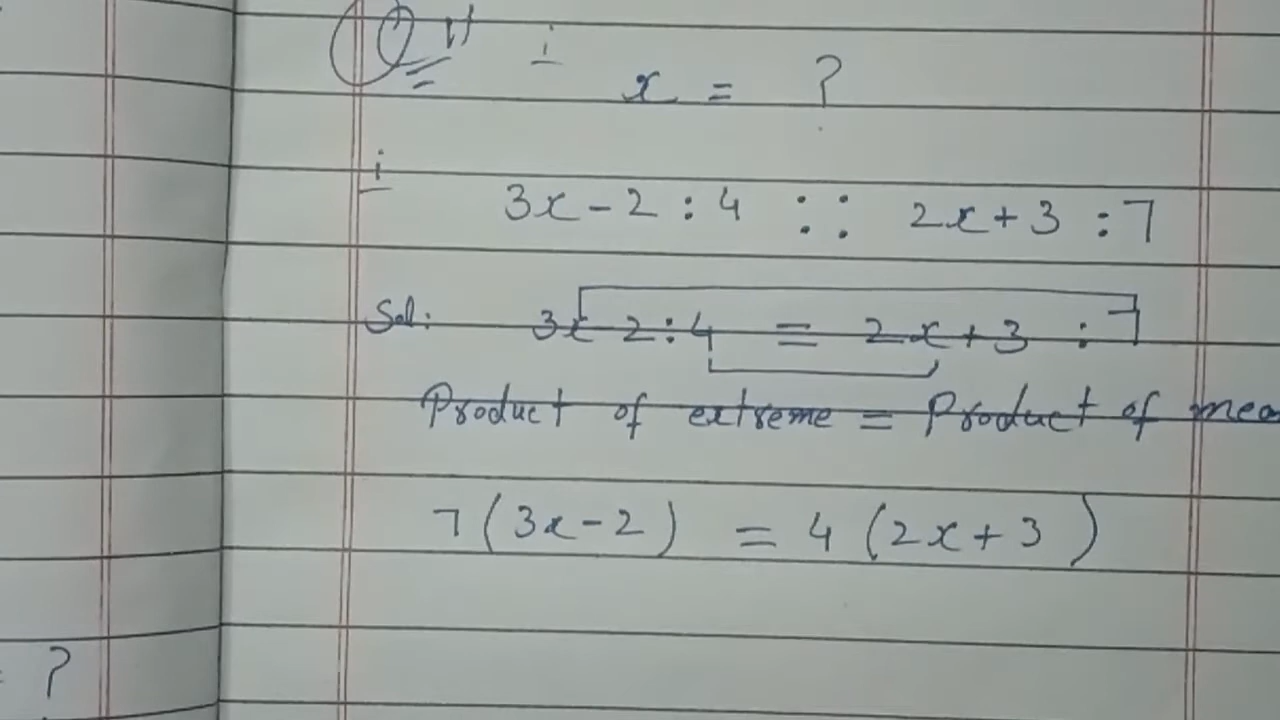 Q 11 i
x = ?
i
3x - 2 : 4 :: 2x + 3 : 7
Sol: 3x 2 : 4 = 2x + 3 : 7
Product of extreme = Product of mea
7 (3x - 2) = 4 (2x + 3)
?